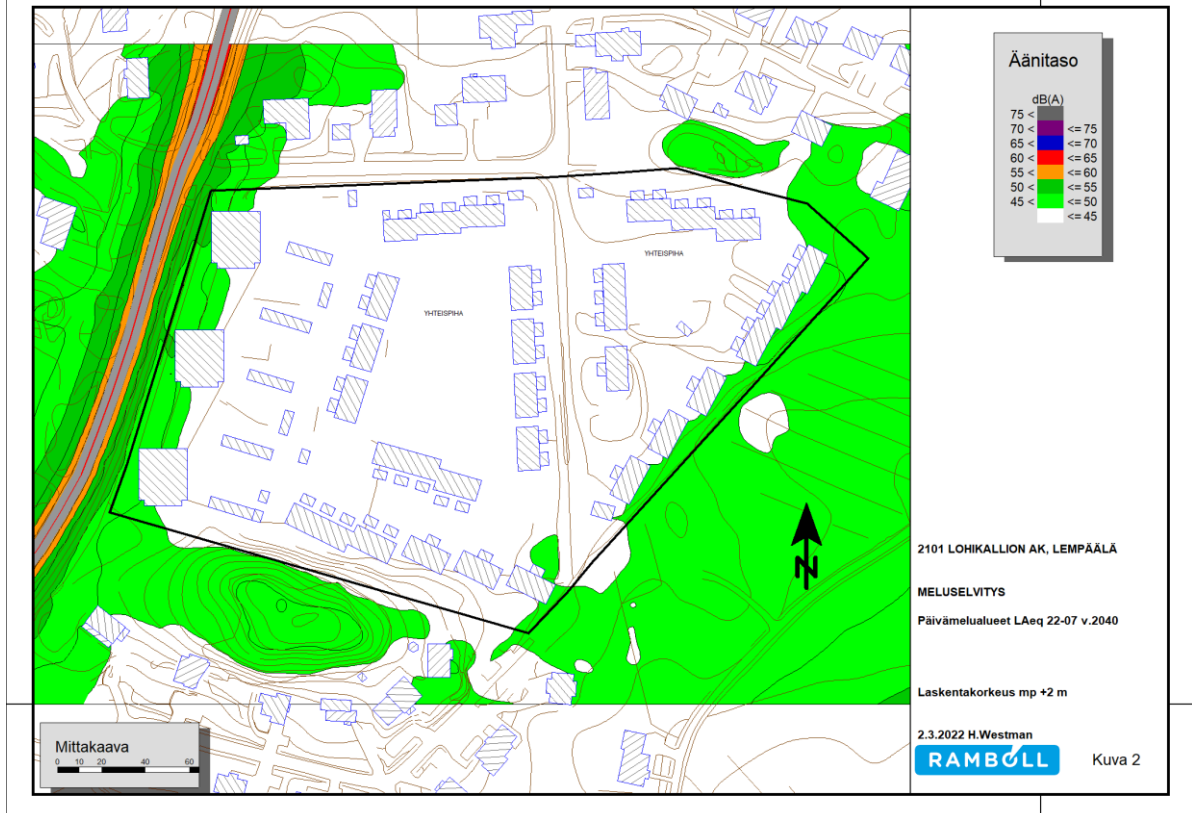 YHTEISPIHA
YHTEISPIHA
Äänitaso
dB(A)
75 <
70 < <= 75
65 < <= 70
60 < <= 65
55 < <= 60
50 < <= 55
45 < <= 50
<= 45
N
2101 LOHIKALLION AK, LEMPÄÄLÄ
MELUSELVITYS
Päivämelualueet LAeq 22-07 v.2040
Laskentakorkeus mp +2 m
2.3.2022 H.Westman
RAMBOLL Kuva 2
Mittakaava
0 10 20 40 60